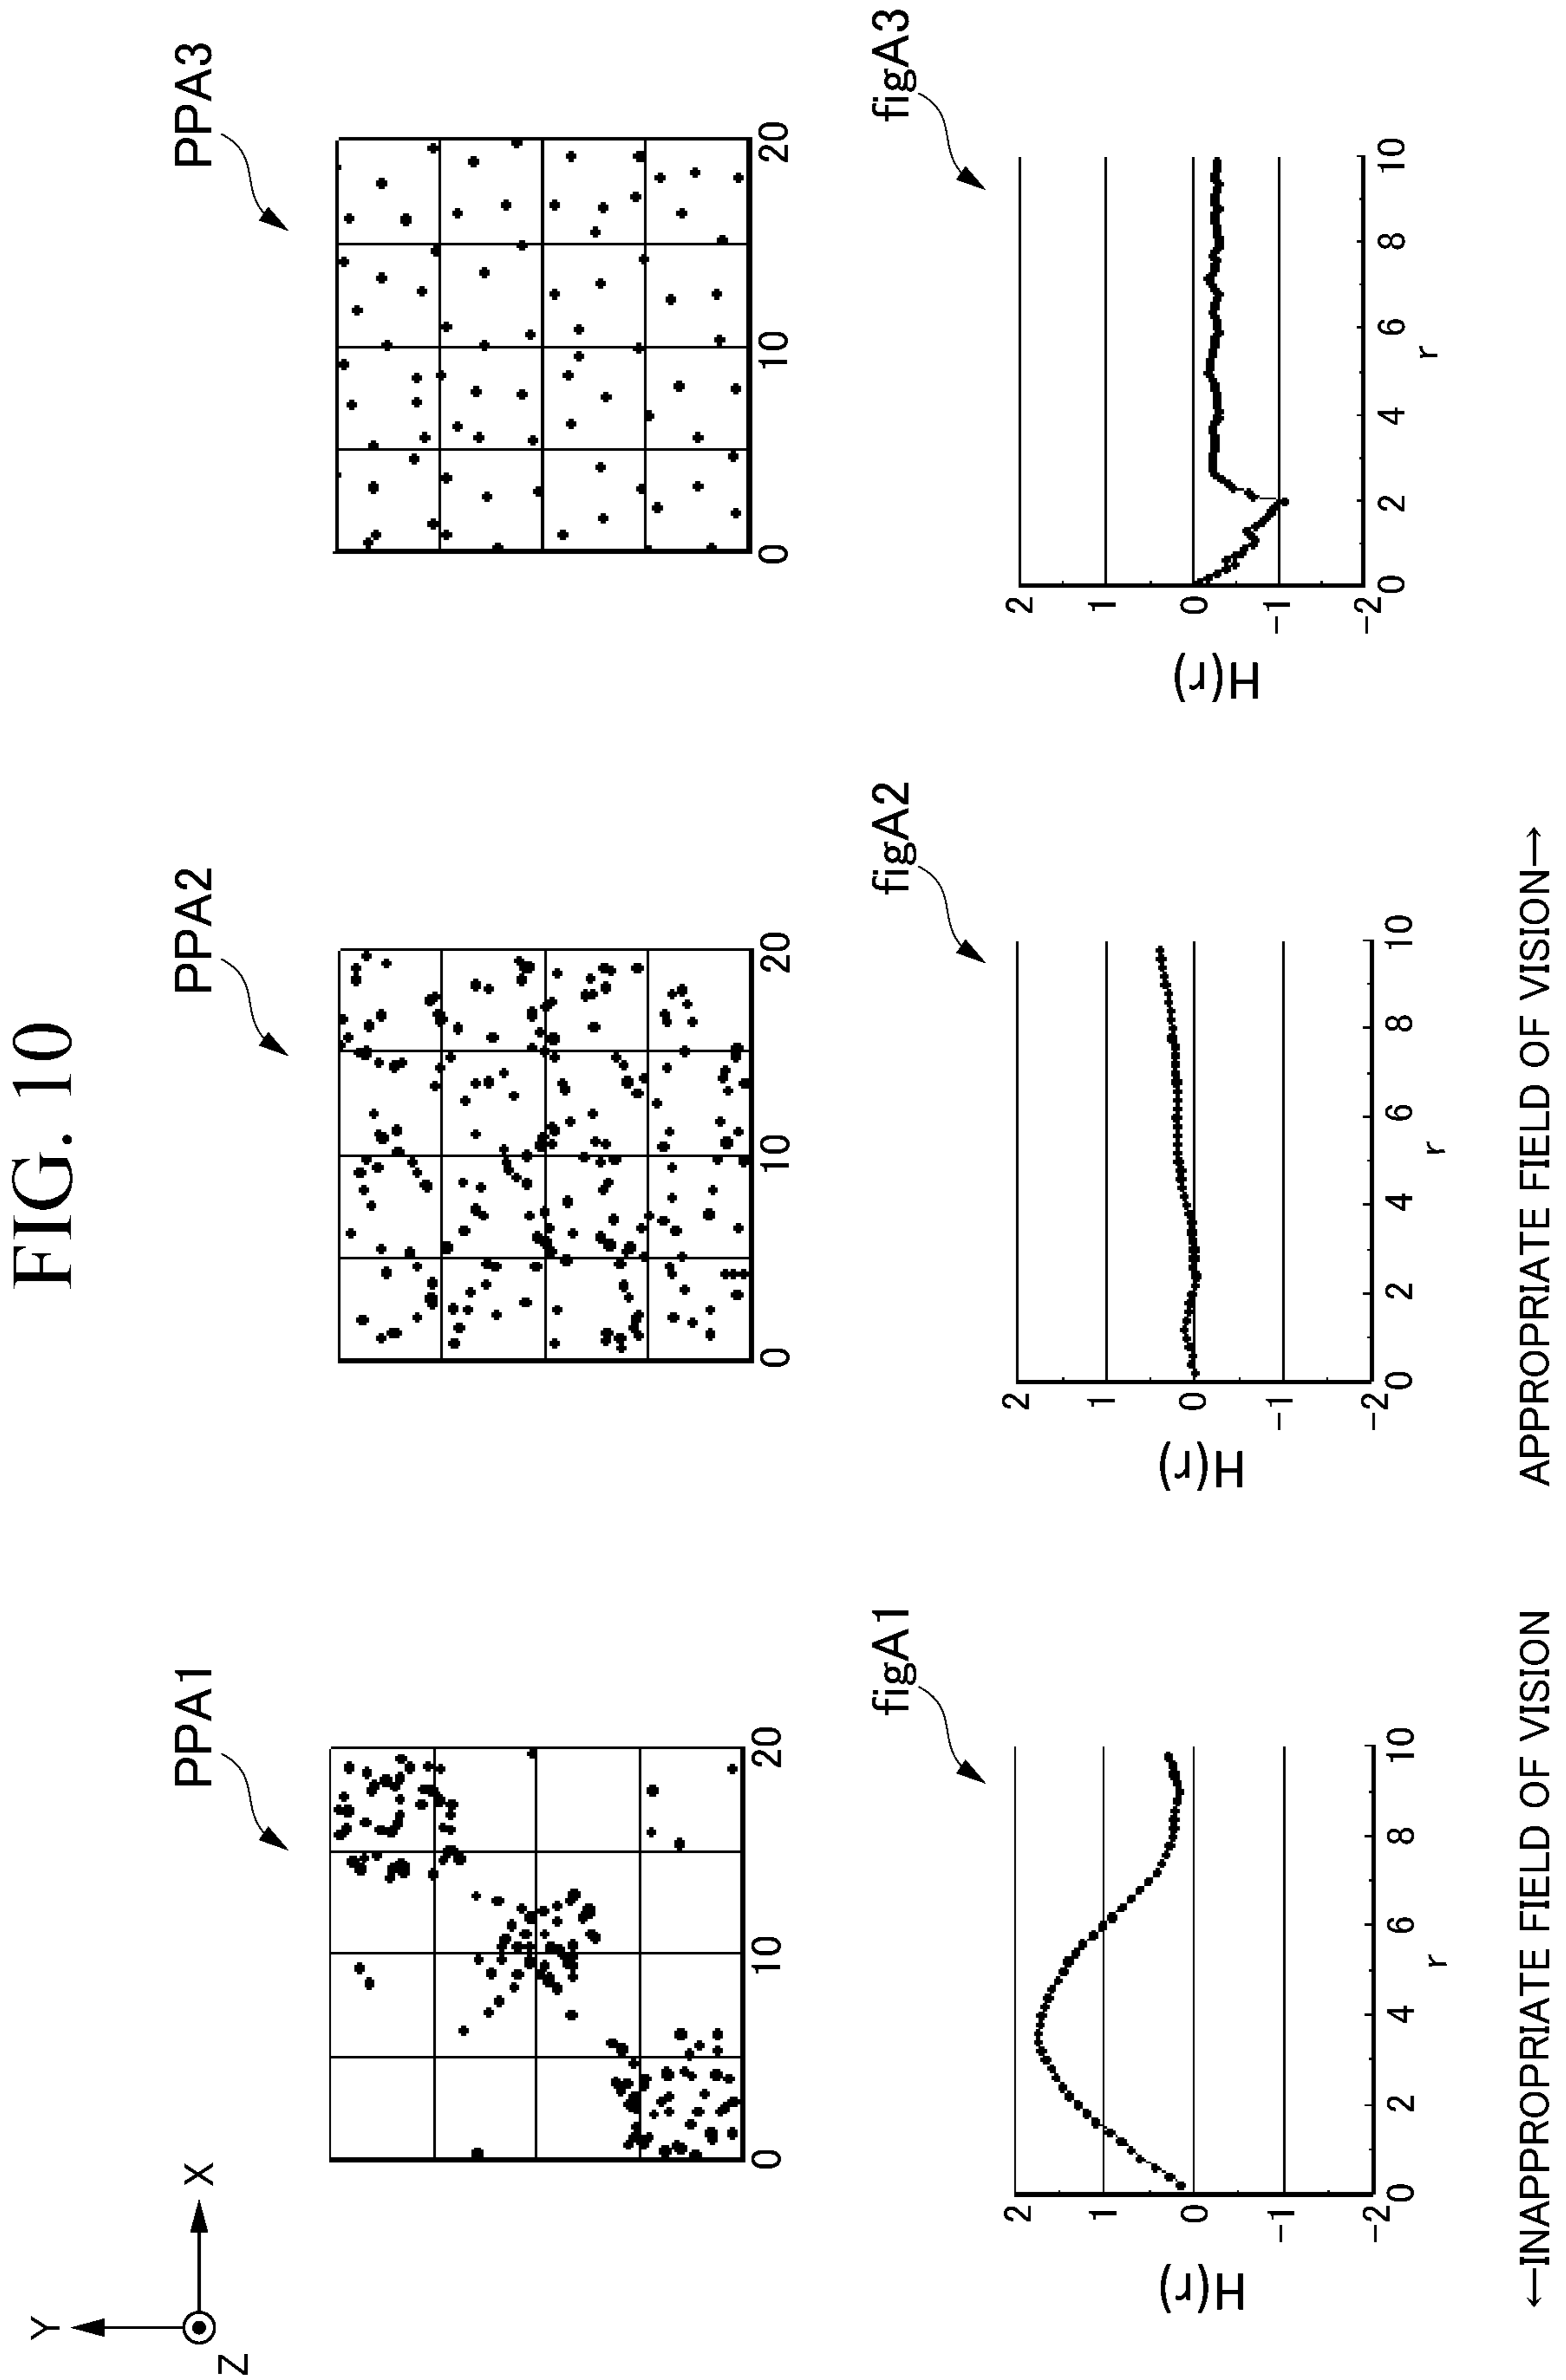 FIG. 10
Y
X
Z
PPA1
PPA2
PPA3
0 10 20
0 10 20
0 10 20
figA1
figA2
figA3
2
1
0
-1
-2
H(r)
0 2 4 6 8 10
r
2
1
0
-1
-2
H(r)
0 2 4 6 8 10
r
2
1
0
-1
-2
H(r)
0 2 4 6 8 10
r
←INAPPROPRIATE FIELD OF VISION
APPROPRIATE FIELD OF VISION→